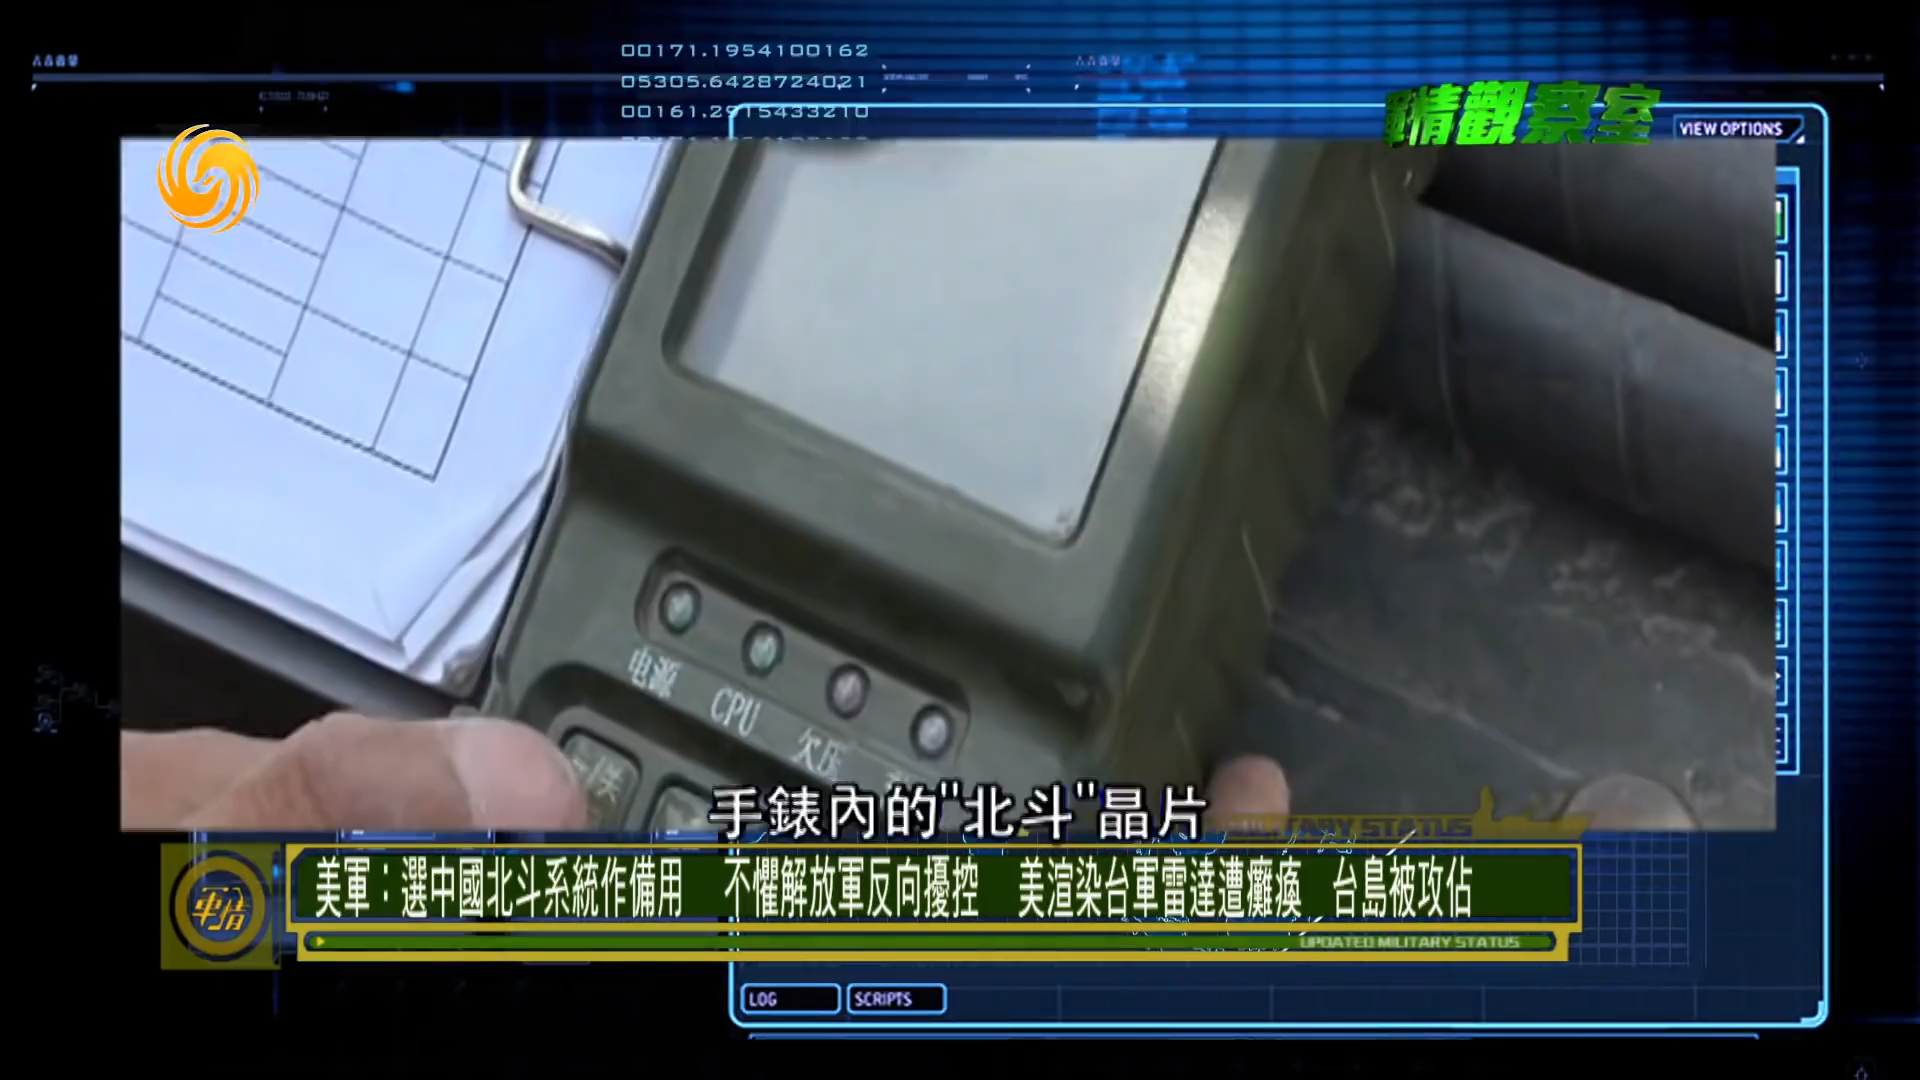 00171.1954100162
05305.6428724021
00161.2915433210
軍情觀察室
VIEW OPTIONS
电源
CPU
欠压
手錶內的"北斗"晶片
MILITARY STATUS
軍情
美軍：選中國北斗系統作備用 不懼解放軍反向擾控 美渲染台軍雷達遭癱瘓 台島被攻佔
UPDATED MILITARY STATUS
LOG
SCRIPTS